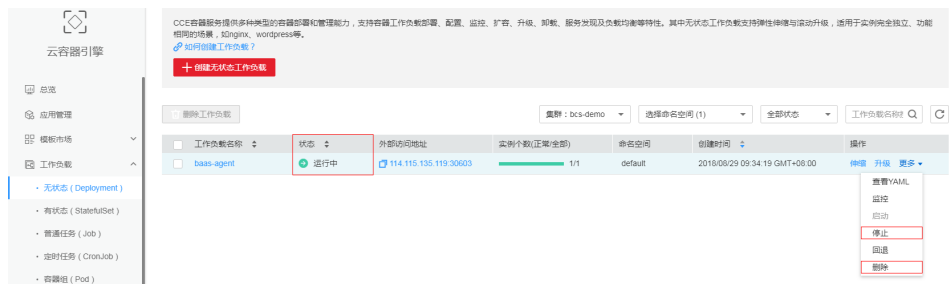 云容器引擎
总览
应用管理
模板市场
工作负载
• 无状态 ( Deployment )
• 有状态 ( StatefulSet )
• 普通任务 ( Job )
• 定时任务 ( CronJob )
• 容器组 ( Pod )
CCE容器服务提供多种类型的容器部署和管理能力，支持容器工作负载部署、配置、监控、扩容、升级、卸载、服务发现及负载均衡等特性。其中无状态工作负载支持弹性伸缩与滚动升级，适用于实例完全独立、功能
相同的场景，如nginx、wordpress等。
如何创建工作负载？
创建无状态工作负载
删除工作负载
集群：bcs-demo
选择命名空间 (1)
全部状态
工作负载名称
工作负载名称 状态 外部访问地址 实例个数(正常/全部) 命名空间 创建时间 操作
baas-agent 运行中 114.115.135.119:30603 1/1 default 2018/08/29 09:34:19 GMT+08:00 伸缩 升级 更多
查看YAML
监控
启动
停止
回退
删除